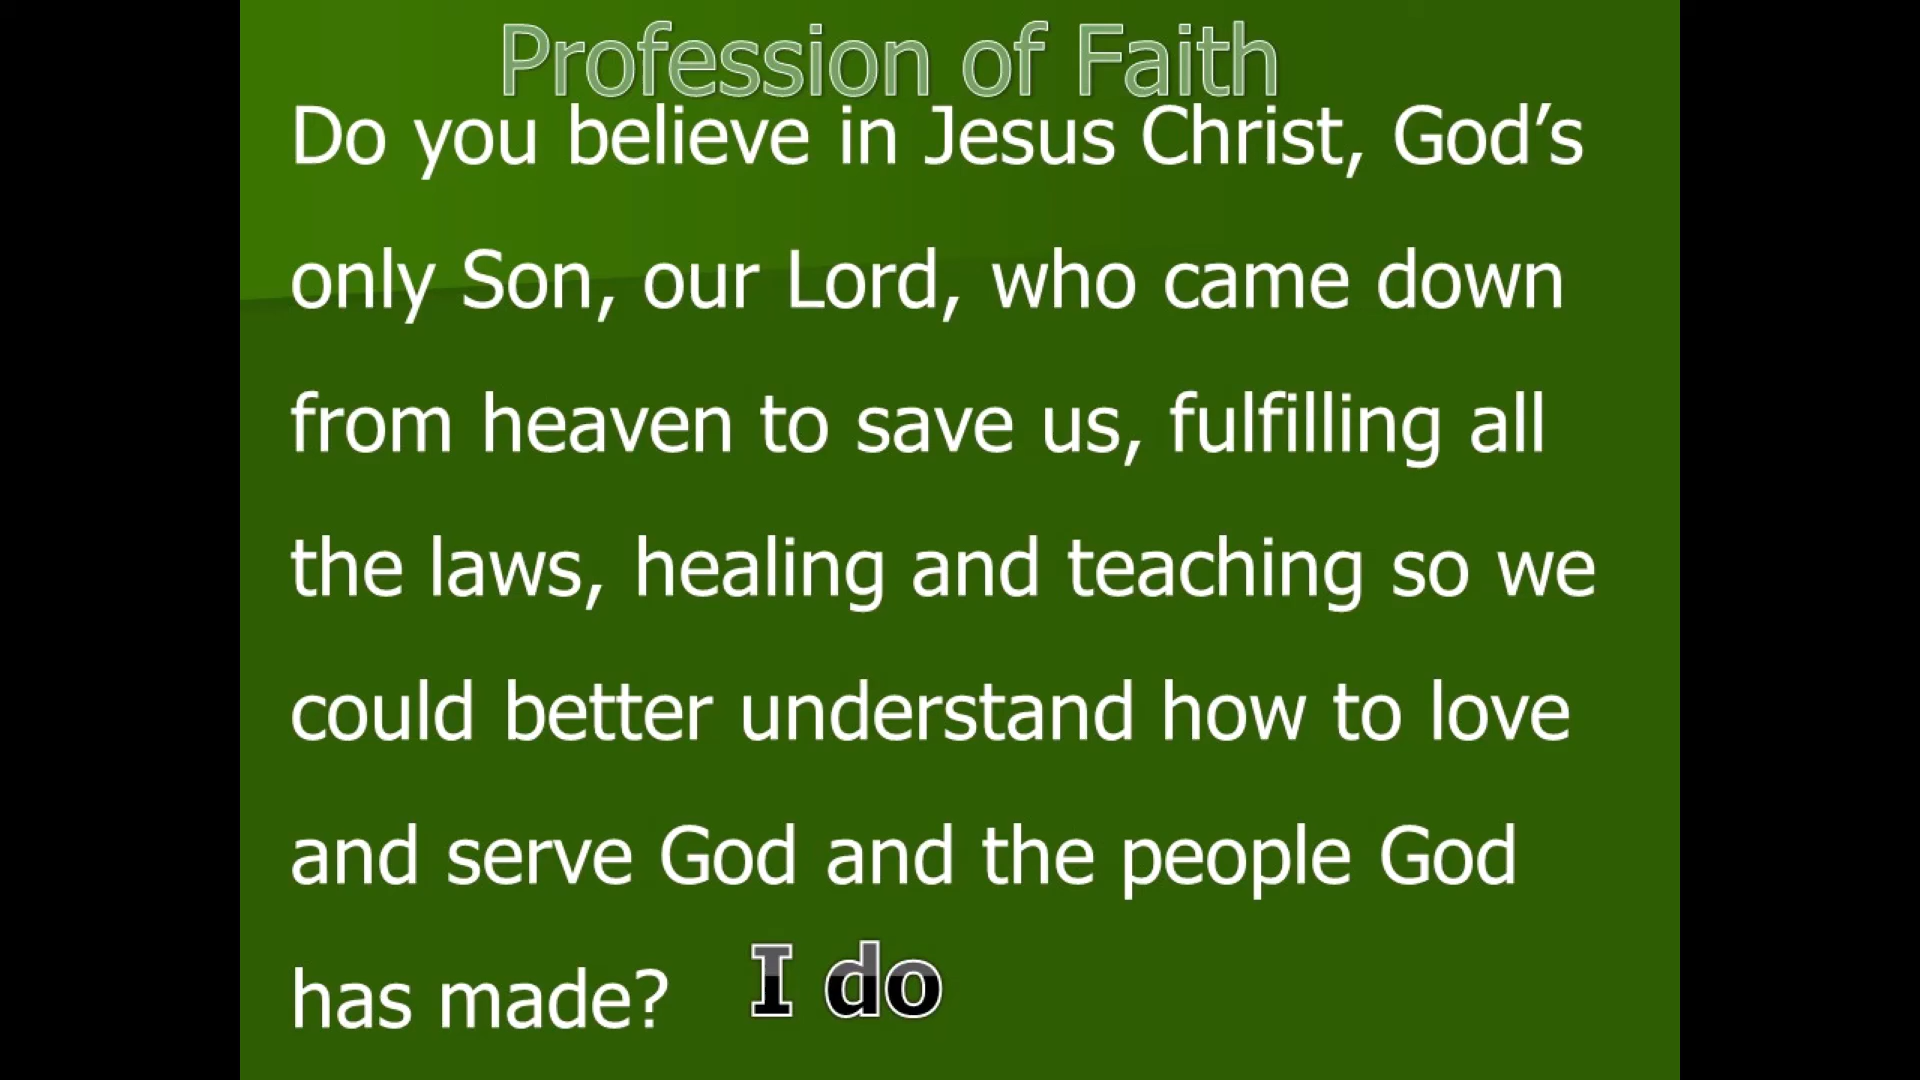 Profession of Faith
Do you believe in Jesus Christ, God’s
only Son, our Lord, who came down
from heaven to save us, fulfilling all
the laws, healing and teaching so we
could better understand how to love
and serve God and the people God
has made? I do